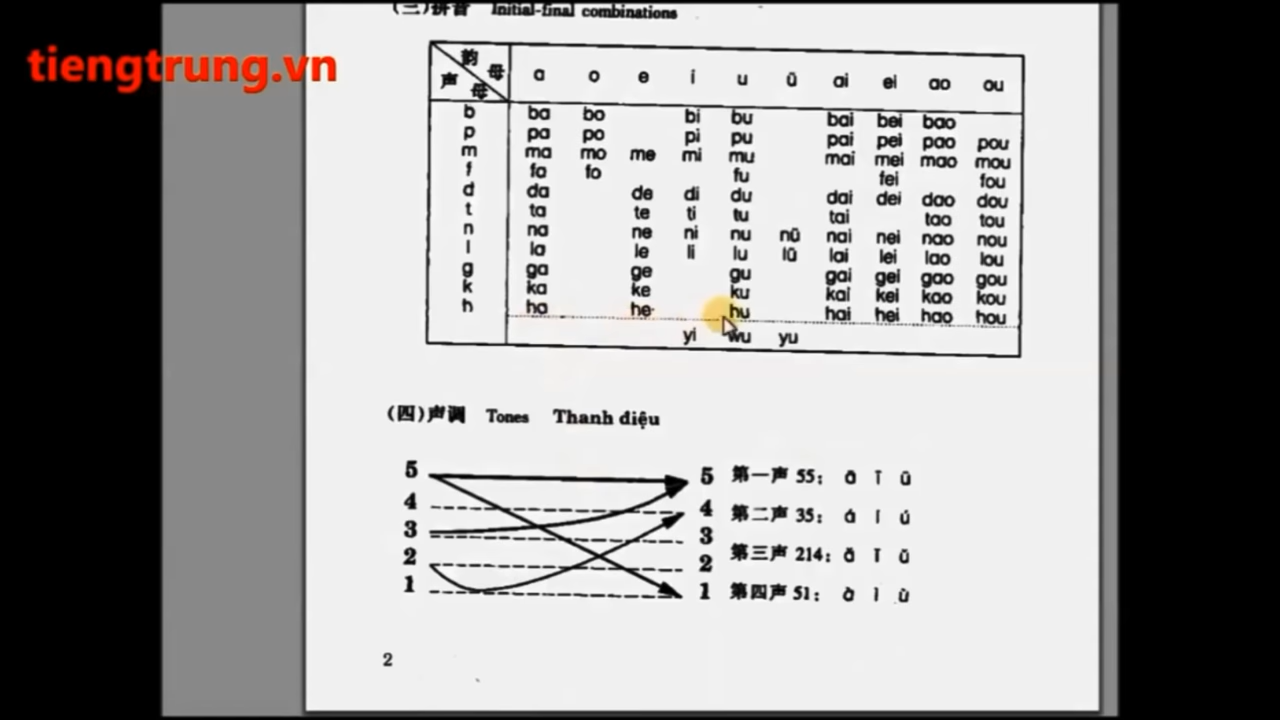 (三)拼音 Initial-final combinations
tiengtrung.vn
韵母
声母
a o e i u ü ai ei ao ou
b ba bo bi bu bai bei bao
p pa po pi pu pai pei pao pou
m ma mo me mi mu mai mei mao mou
f fa fo fu fei fou
d da de di du dai dei dao dou
t ta te ti tu tai tao tou
n na ne ni nu nü nai nei nao nou
l la le li lu lü lai lei lao lou
g ga ge gu gai gei gao gou
k ka ke ku kai kei kao kou
h ha he hu hai hei hao hou
yi wu yu
(四)声调 Tones Thanh điệu
5 5 第一声 55: ā ī ū
4 4 第二声 35: á í ú
3 3 第三声 214: ǎ ǐ ǔ
2 2 第四声 51: à ì ù
1 1
2